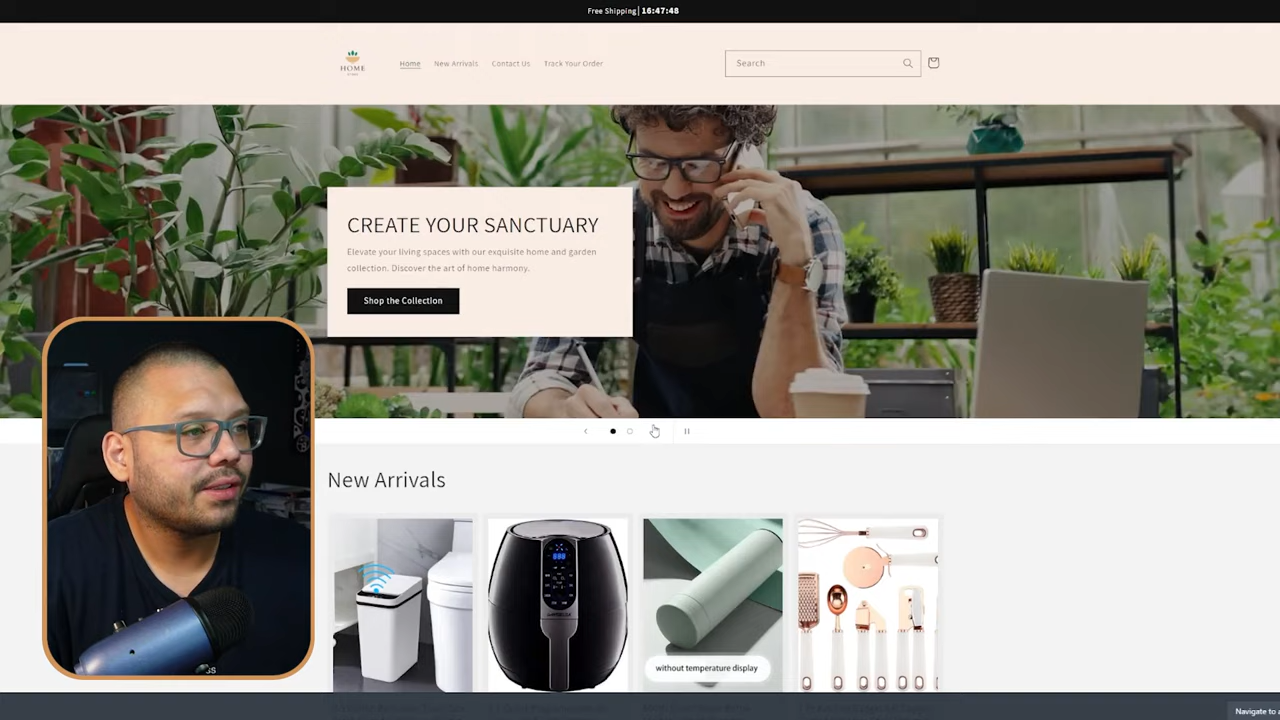 Free Shipping | 16:47:48
HOME
Home New Arrivals Contact Us Track Your Order
Search
CREATE YOUR SANCTUARY
Elevate your living spaces with our exquisite home and garden
collection. Discover the art of home harmony.
Shop the Collection
New Arrivals
without temperature display
Navigate to a